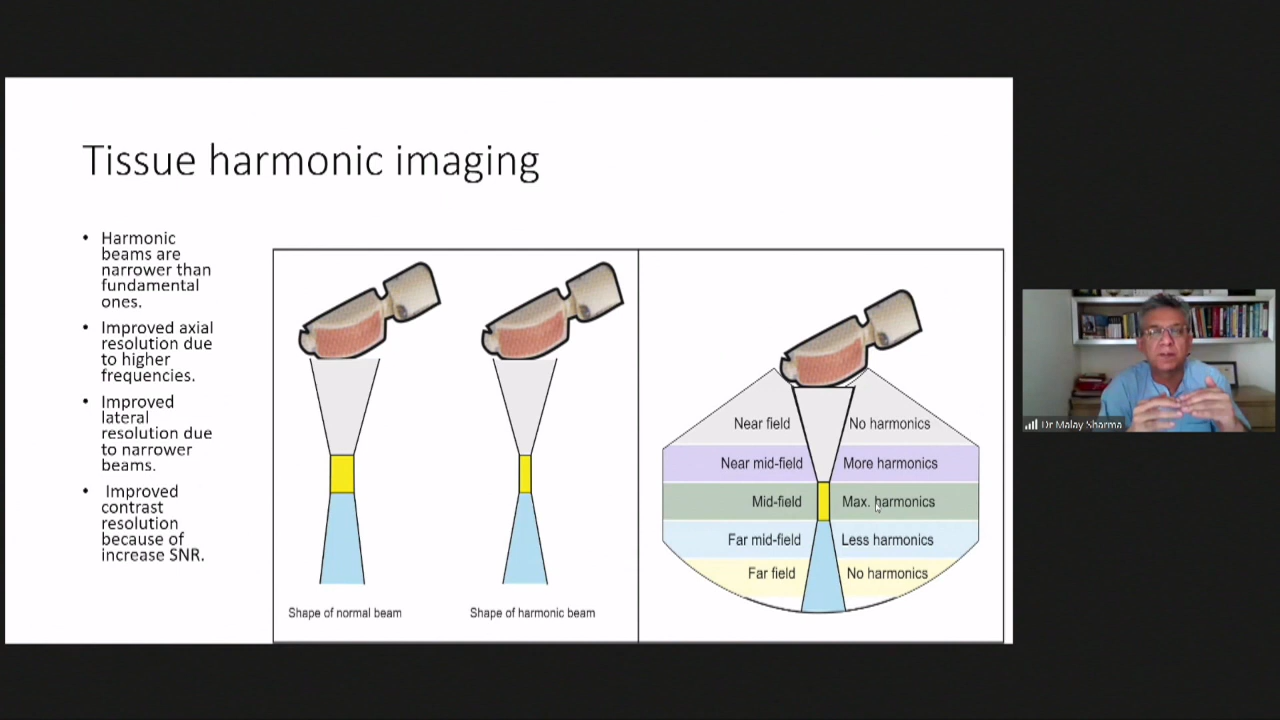 Tissue harmonic imaging
• Harmonic
beams are
narrower than
fundamental
ones.
• Improved axial
resolution due
to higher
frequencies.
• Improved
lateral
resolution due
to narrower
beams.
• Improved
contrast
resolution
because of
increase SNR.
Shape of normal beam
Shape of harmonic beam
Near field No harmonics
Near mid-field More harmonics
Mid-field Max. harmonics
Far mid-field Less harmonics
Far field No harmonics
Dr Malay Sharma